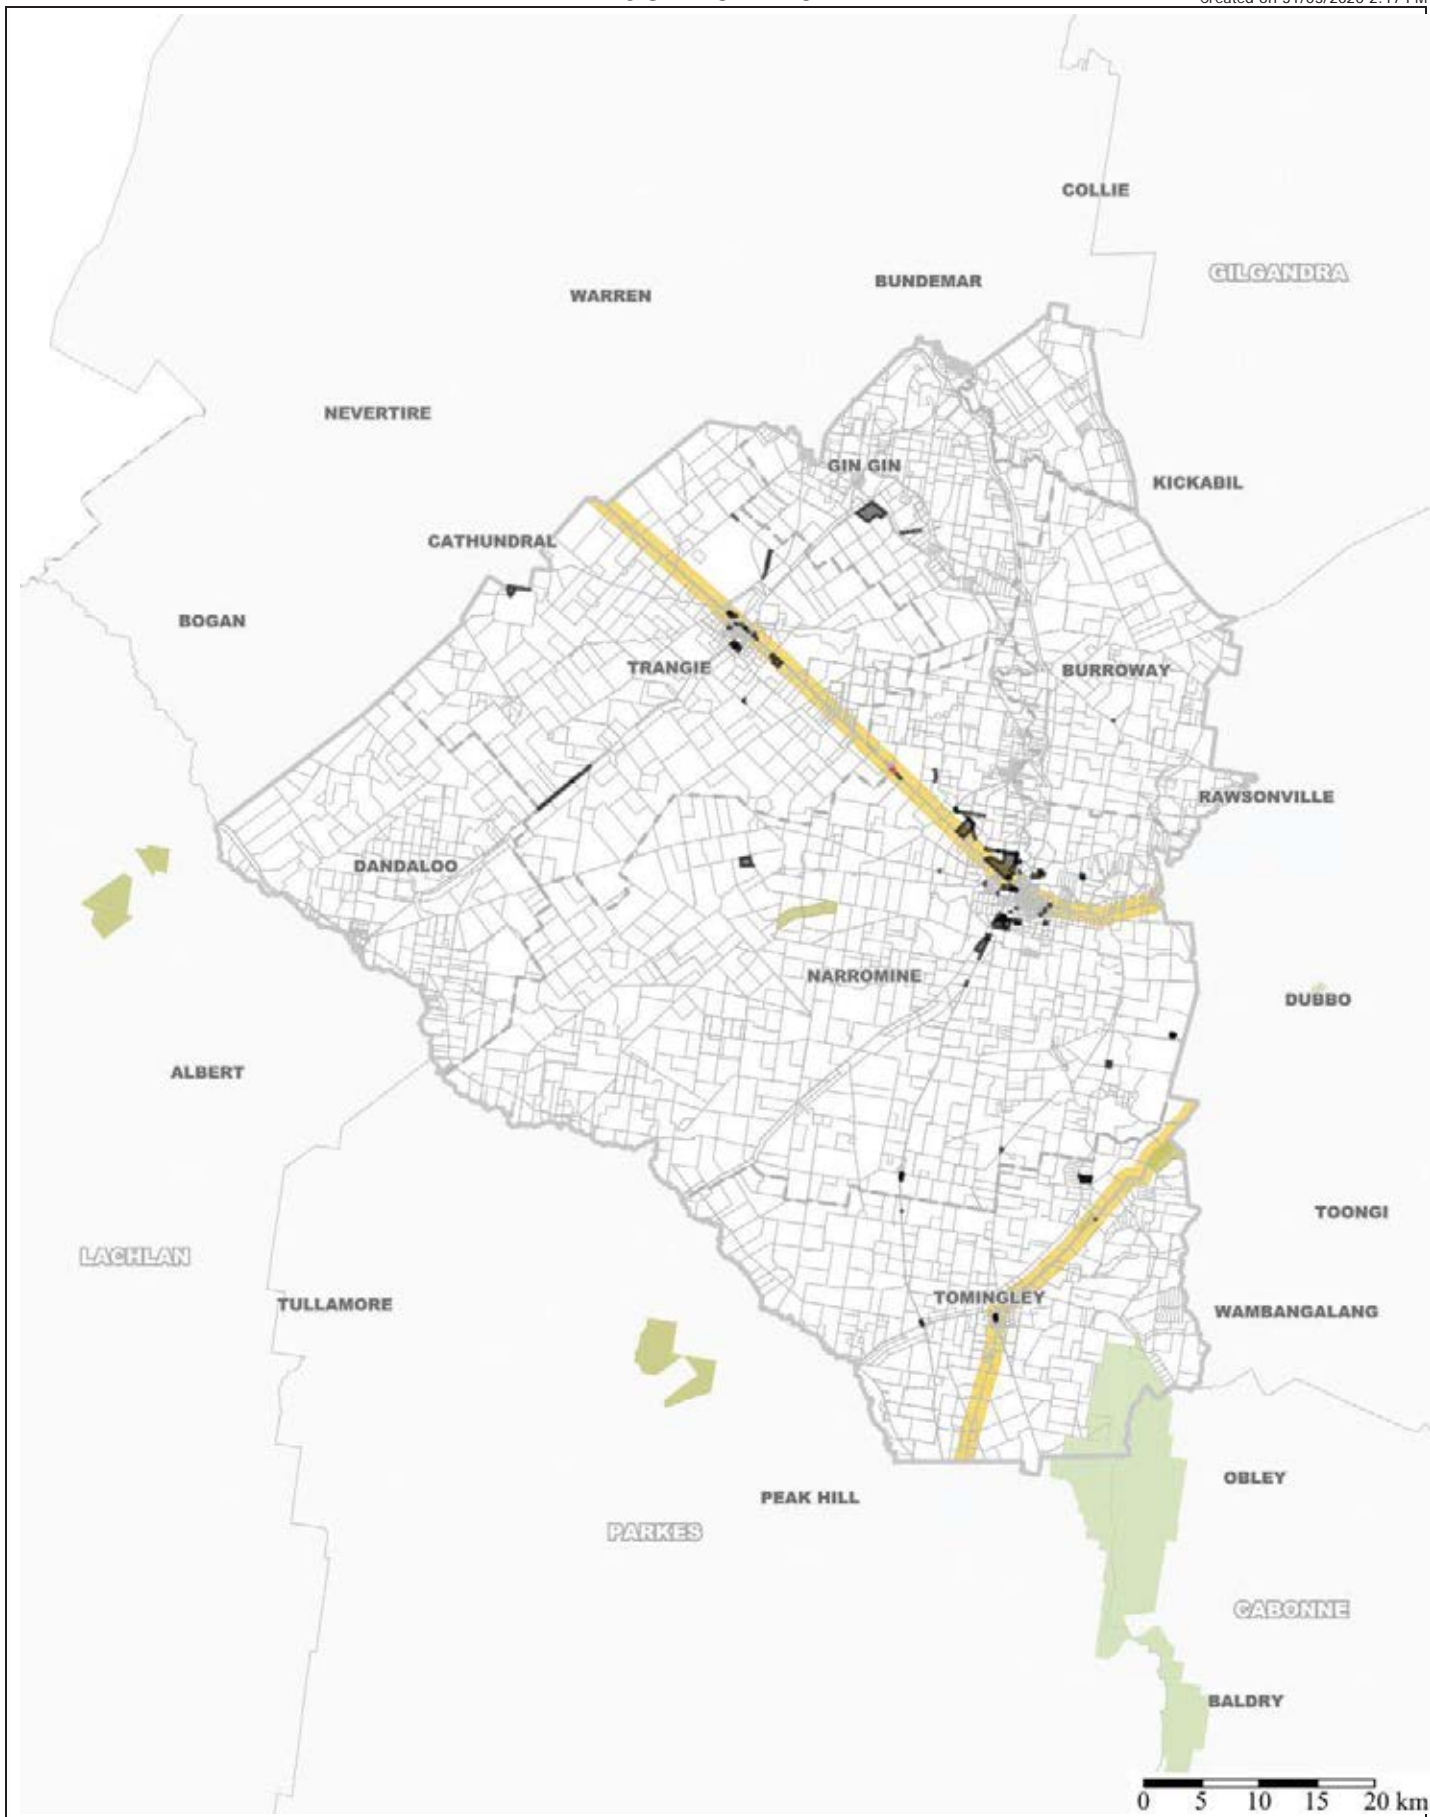 COLLIE
GILGANDRA
BUNDEMAR
WARREN
NEVERTIRE
GIN GIN
KICKABIL
CATHUNDRAL
BOGAN
TRANGIE
BURROWAY
RAWSONVILLE
DANDALOO
NARROMINE
DUBBO
ALBERT
TOONGI
LACHLAN
TOMINGLEY
TULLAMORE
WAMBANGALANG
OBLEY
PEAK HILL
PARKES
CABONNE
BALDRY
0 5 10 15 20 km